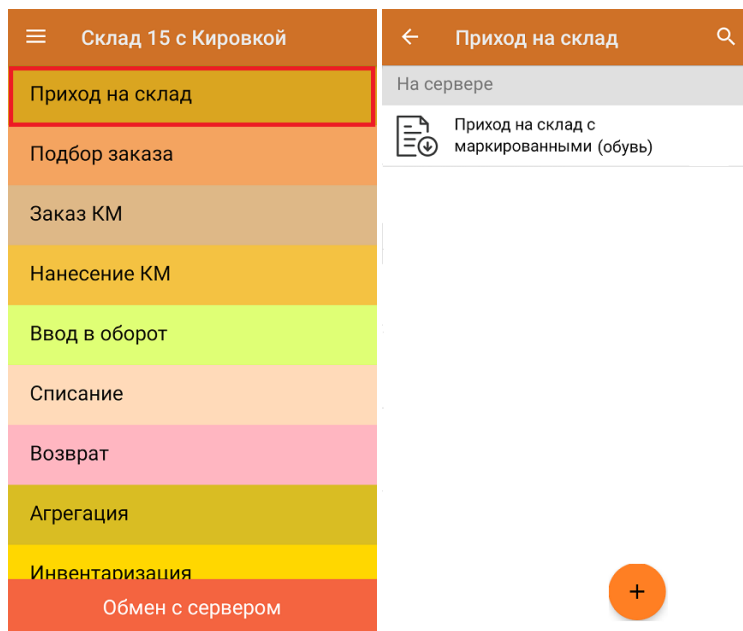 Склад 15 с Кировкой
Приход на склад
Подбор заказа
Заказ КМ
Нанесение КМ
Ввод в оборот
Списание
Возврат
Агрегация
Инвентаризация
Обмен с сервером
Приход на склад
На сервере
Приход на склад с
маркированными (обувь)
+